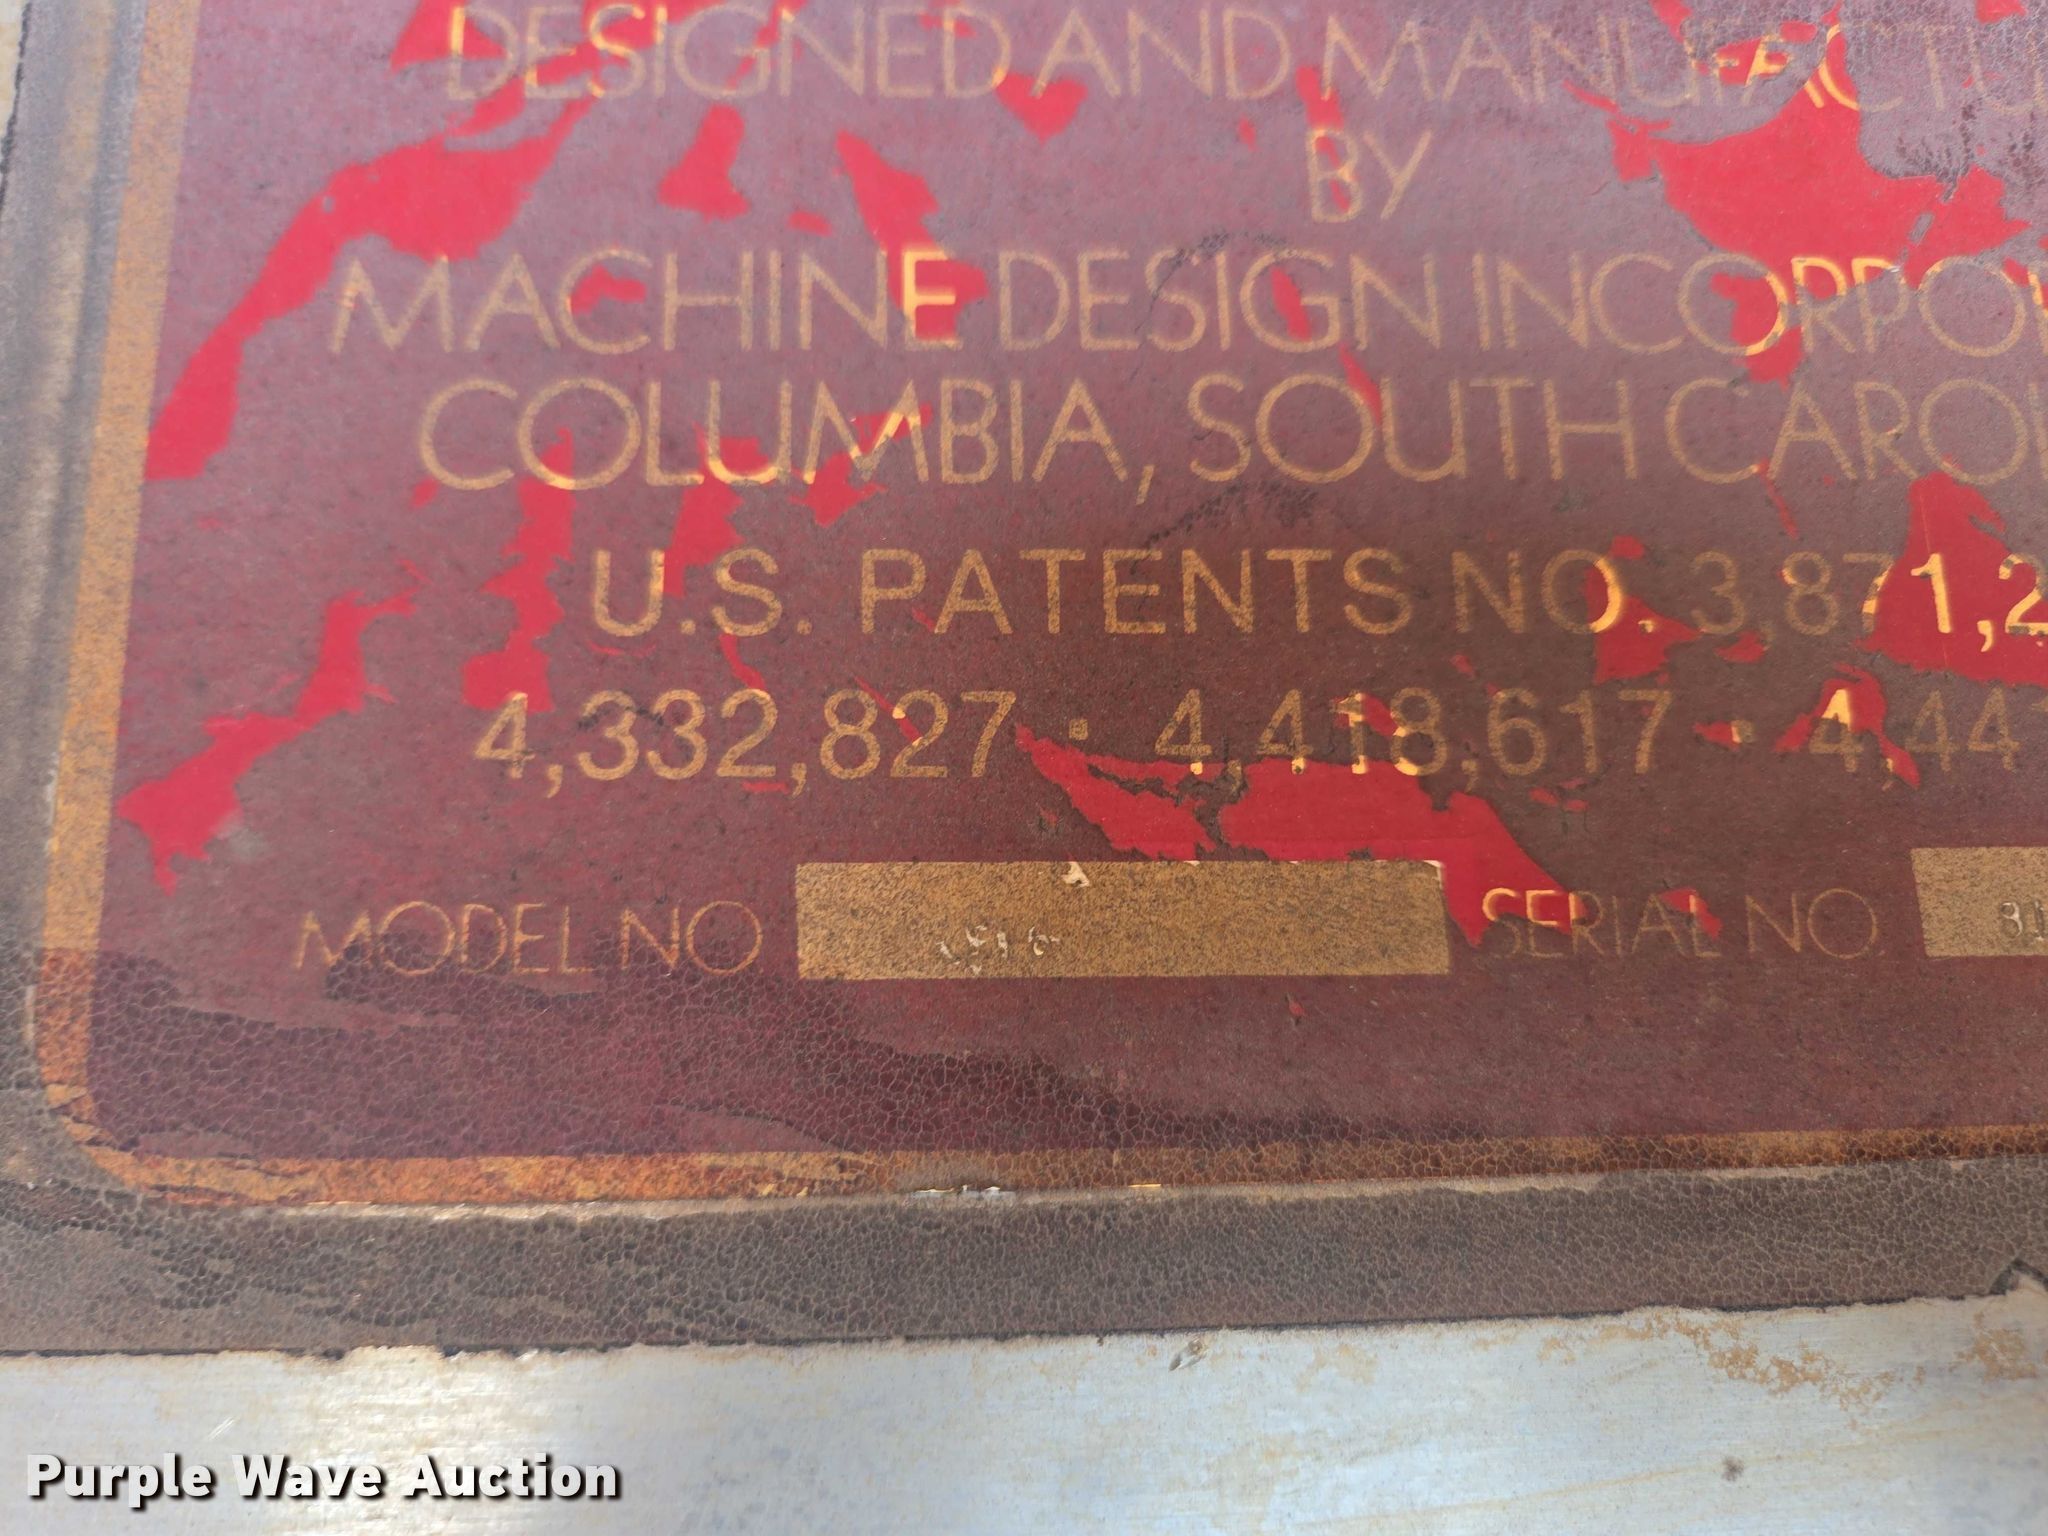 DESIGNED AND MANUFACTU
BY
MACHINE DESIGN INCORPO
COLUMBIA, SOUTH CAROL
U.S. PATENTS NO. 3,871,2
4,332,827 · 4,418,617 · 4,44
MODEL NO. SERIAL NO.
Purple Wave Auction